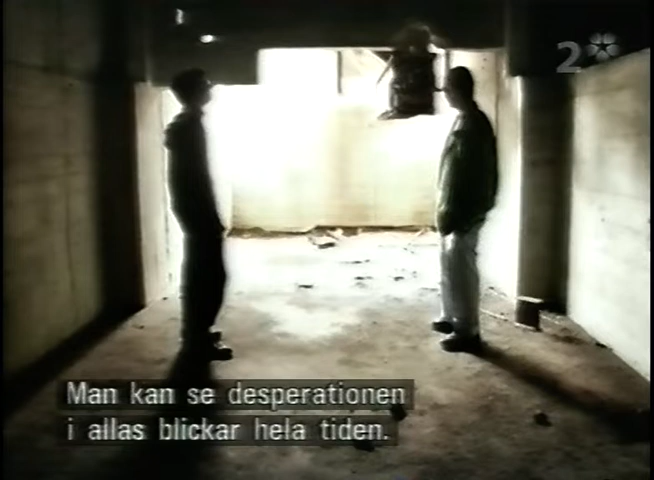 2
Man kan se desperationen
i allas blickar hela tiden.